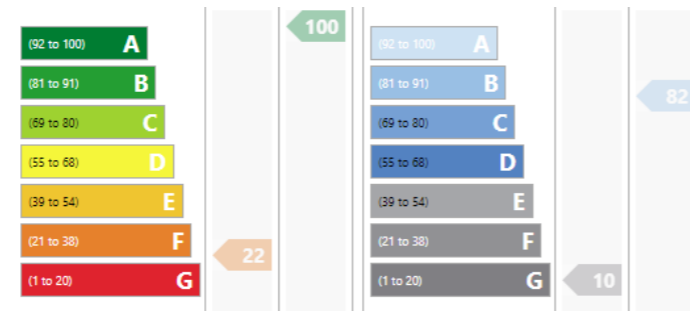 100
(92 to 100) A
(81 to 91) B
(69 to 80) C
(55 to 68) D
(39 to 54) E
(21 to 38) F
22
(1 to 20) G
(92 to 100) A
(81 to 91) B
82
(69 to 80) C
(55 to 68) D
(39 to 54) E
(21 to 38) F
(1 to 20) G
10